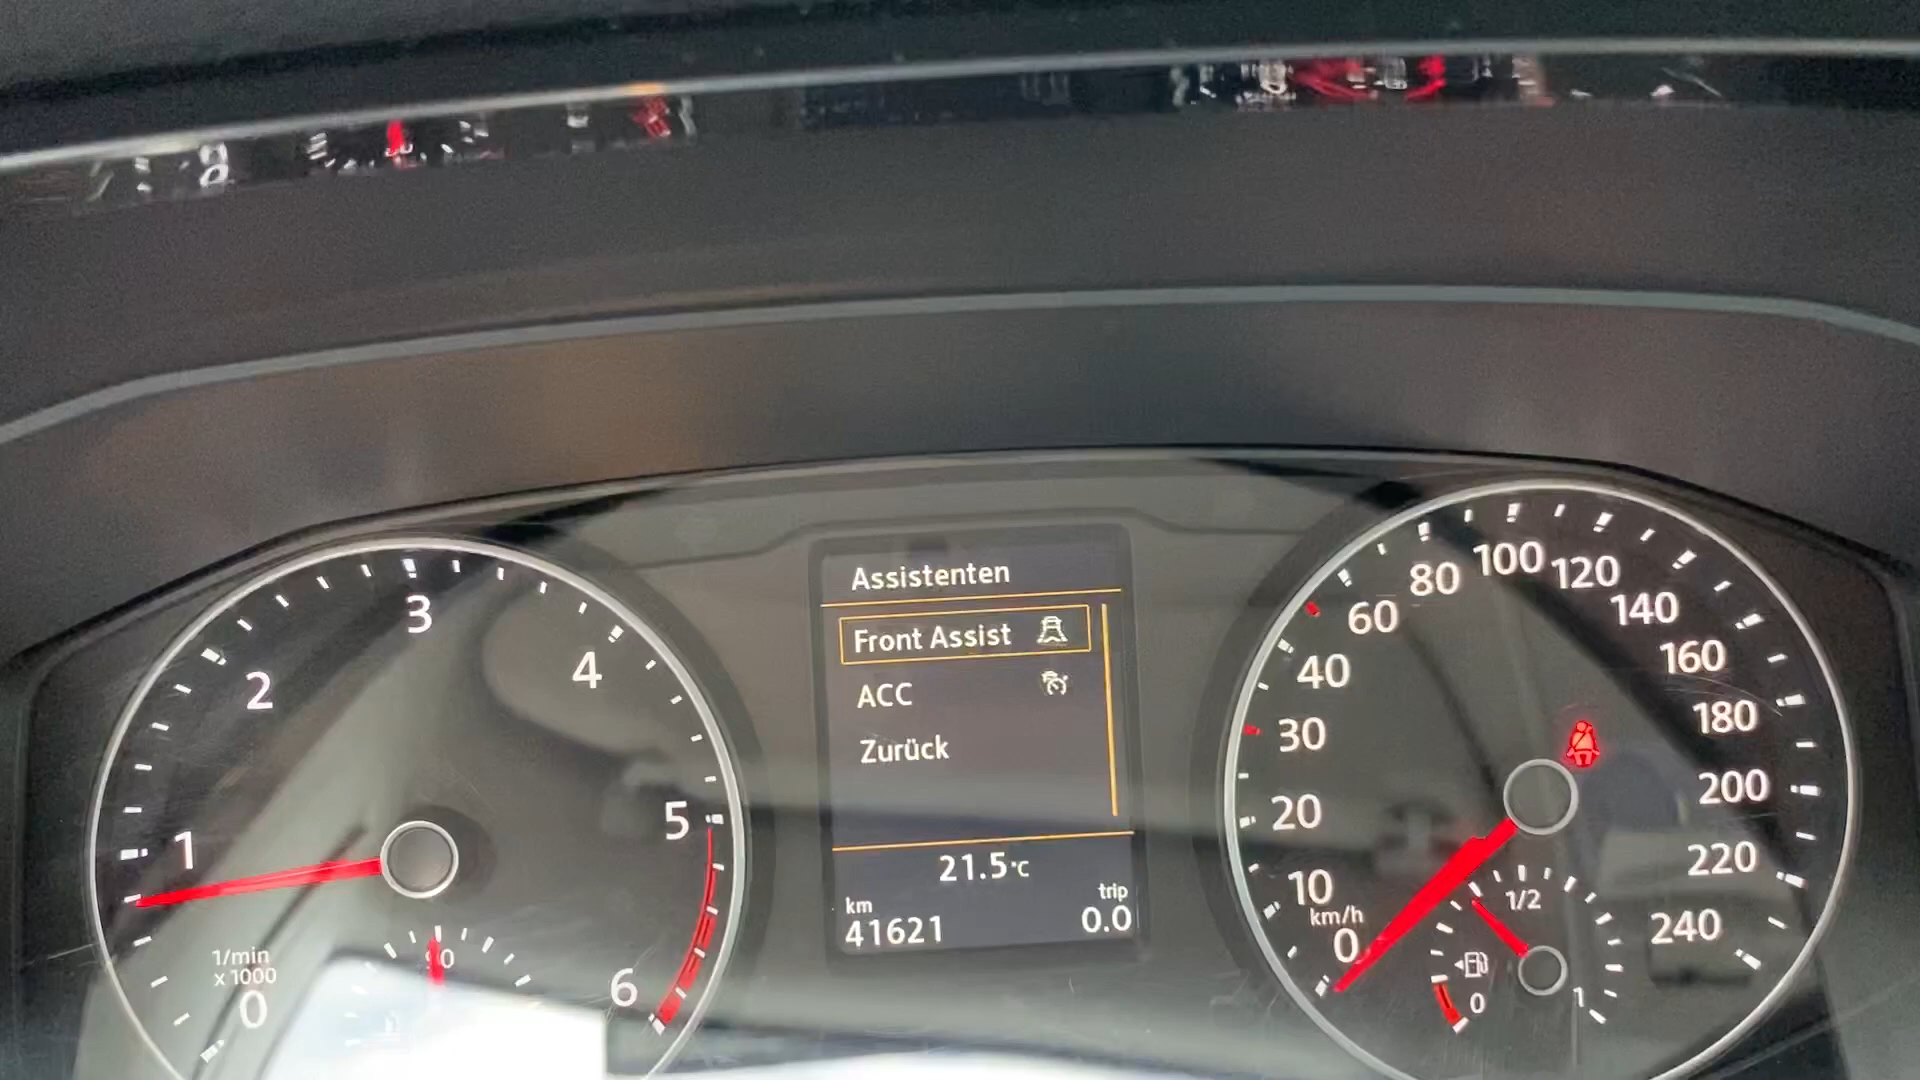 Assistenten
Front Assist
ACC
Zurück
21.5°C
km
41621
trip
0.0
0
1
2
3
4
5
6
1/min
x 1000
90
0
10
20
30
40
60
80
100
120
140
160
180
200
220
240
km/h
0
1/2
1